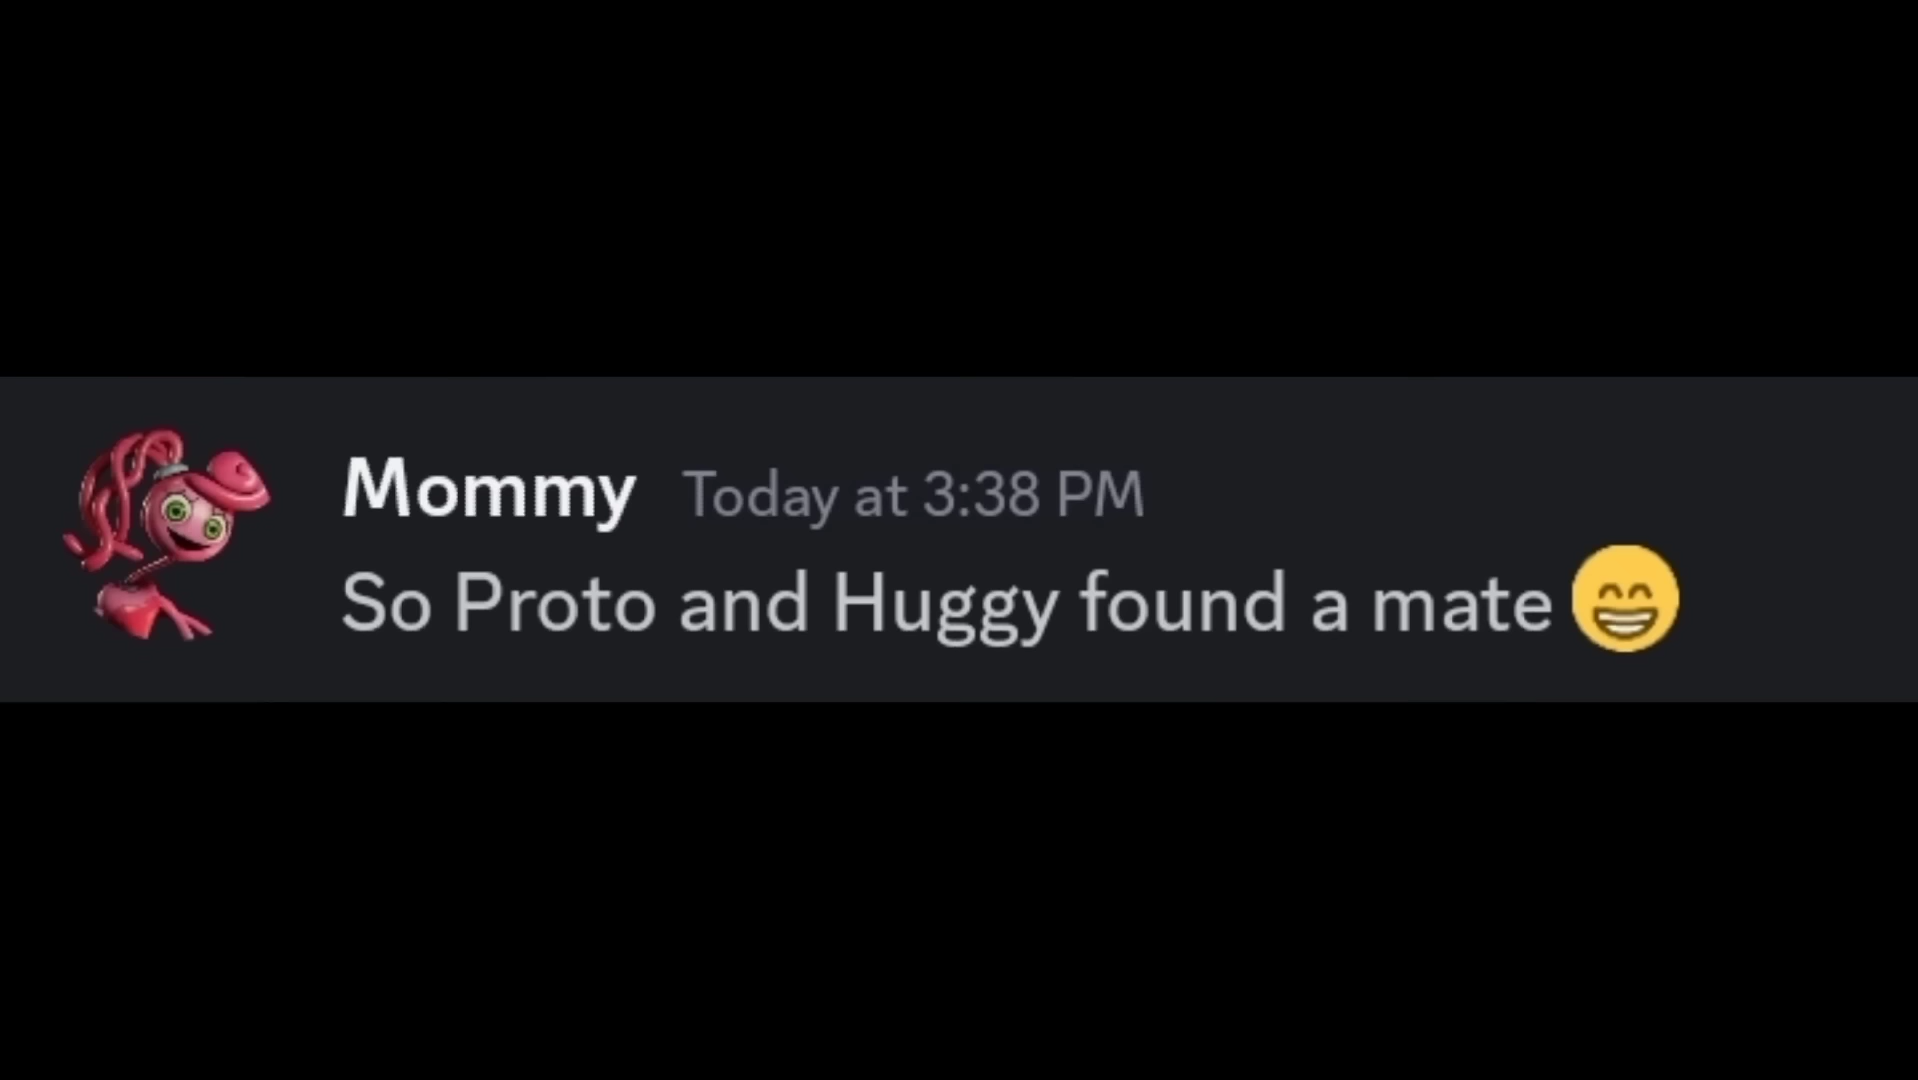 Mommy Today at 3:38 PM
So Proto and Huggy found a mate 😁